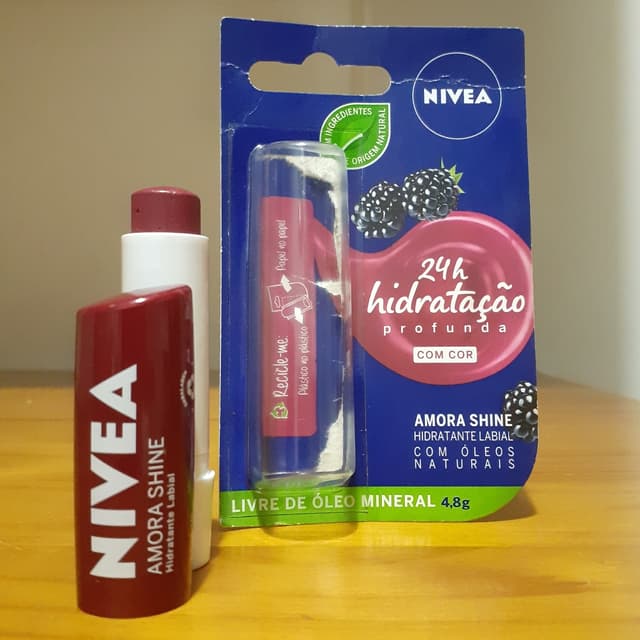 NIVEA
M INGREDIENTES
E ORIGEM NATURAL
24h
hidratação
profunda
COM COR
AMORA SHINE
HIDRATANTE LABIAL
COM ÓLEOS
NATURAIS
LIVRE DE ÓLEO MINERAL 4,8g
Recicle-me:
Plástico no plástico
Papel no papel
NIVEA
AMORA SHINE
Hidratante Labial